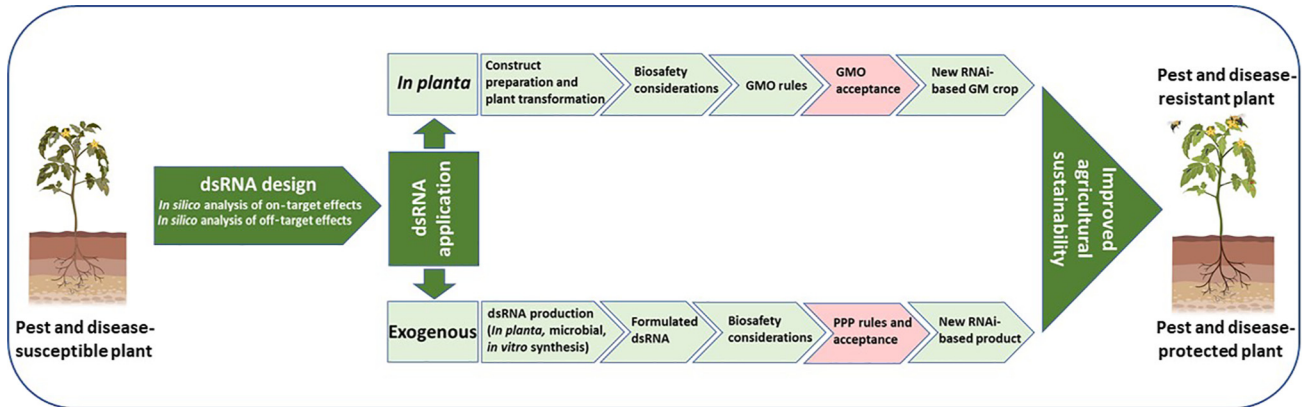 Pest and disease-
susceptible plant
dsRNA design
In silico analysis of on-target effects
In silico analysis of off-target effects
dsRNA
application
In planta
Construct
preparation and
plant transformation
Biosafety
considerations
GMO rules
GMO
acceptance
New RNAi-
based GM crop
Exogenous
dsRNA production
(In planta, microbial,
in vitro synthesis)
Formulated
dsRNA
Biosafety
considerations
PPP rules and
acceptance
New RNAi-
based product
Improved
agricultural
sustainability
Pest and disease-
resistant plant
Pest and disease-
protected plant